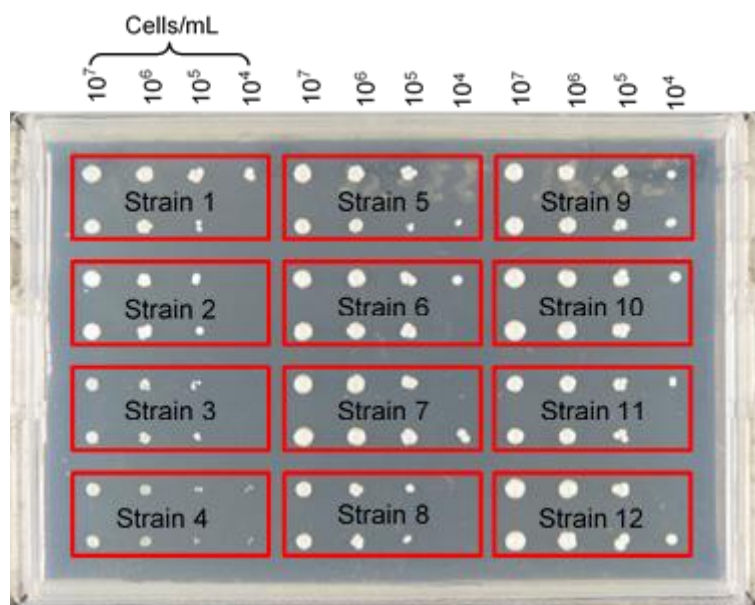 Cells/mL
10⁷ 10⁶ 10⁵ 10⁴ 10⁷ 10⁶ 10⁵ 10⁴ 10⁷ 10⁶ 10⁵ 10⁴
Strain 1 Strain 5 Strain 9
Strain 2 Strain 6 Strain 10
Strain 3 Strain 7 Strain 11
Strain 4 Strain 8 Strain 12